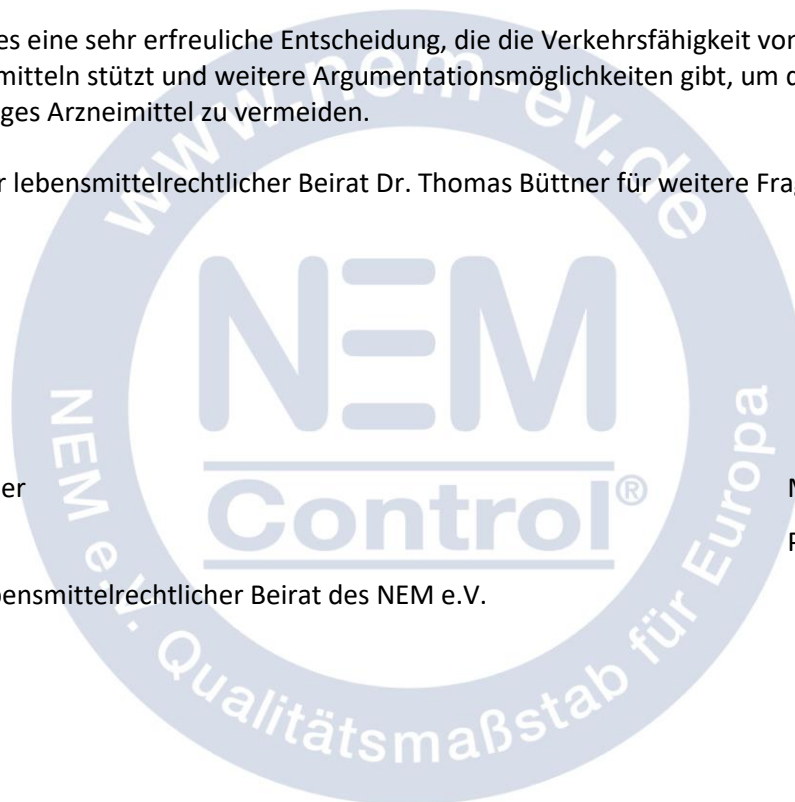 es eine sehr erfreuliche Entscheidung, die die Verkehrsfähigkeit von
mitteln stützt und weitere Argumentationsmöglichkeiten gibt, um
ges Arzneimittel zu vermeiden.
r lebensmittelrechtlicher Beirat Dr. Thomas Büttner für weitere Frag
www.nem-ev.de
NEM
Control®
NEM e.V. Qualitätsmaßstab für Europa
er
bensmittelrechtlicher Beirat des NEM e.V.